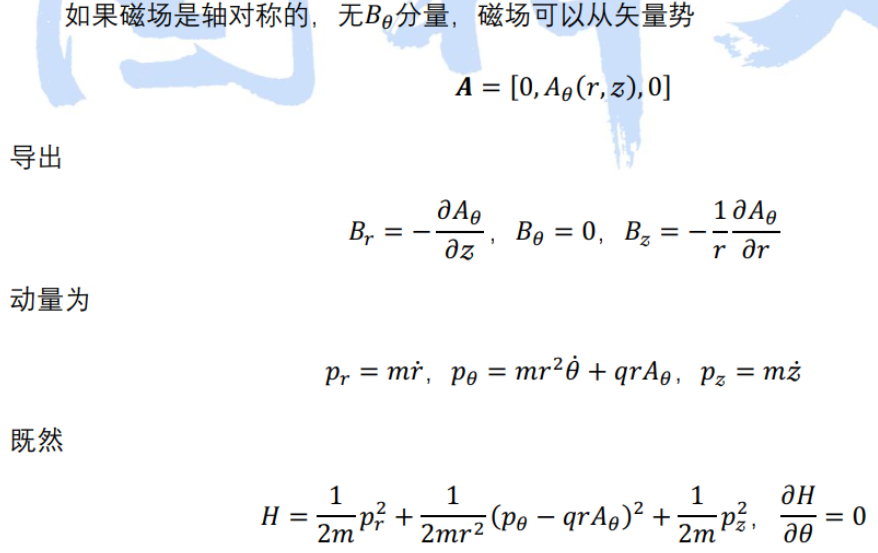 如果磁场是轴对称的，无$B_\theta$分量，磁场可以从矢量势
$\boldsymbol{A} = [0, A_\theta(r, z), 0]$
导出
$B_r = -\frac{\partial A_\theta}{\partial z}，B_\theta = 0，B_z = -\frac{1}{r}\frac{\partial A_\theta}{\partial r}$
动量为
$p_r = m\dot{r}，p_\theta = mr^2\dot{\theta} + qrA_\theta，p_z = m\dot{z}$
既然
$H = \frac{1}{2m}p_r^2 + \frac{1}{2mr^2}(p_\theta - qrA_\theta)^2 + \frac{1}{2m}p_z^2，\frac{\partial H}{\partial \theta} = 0$